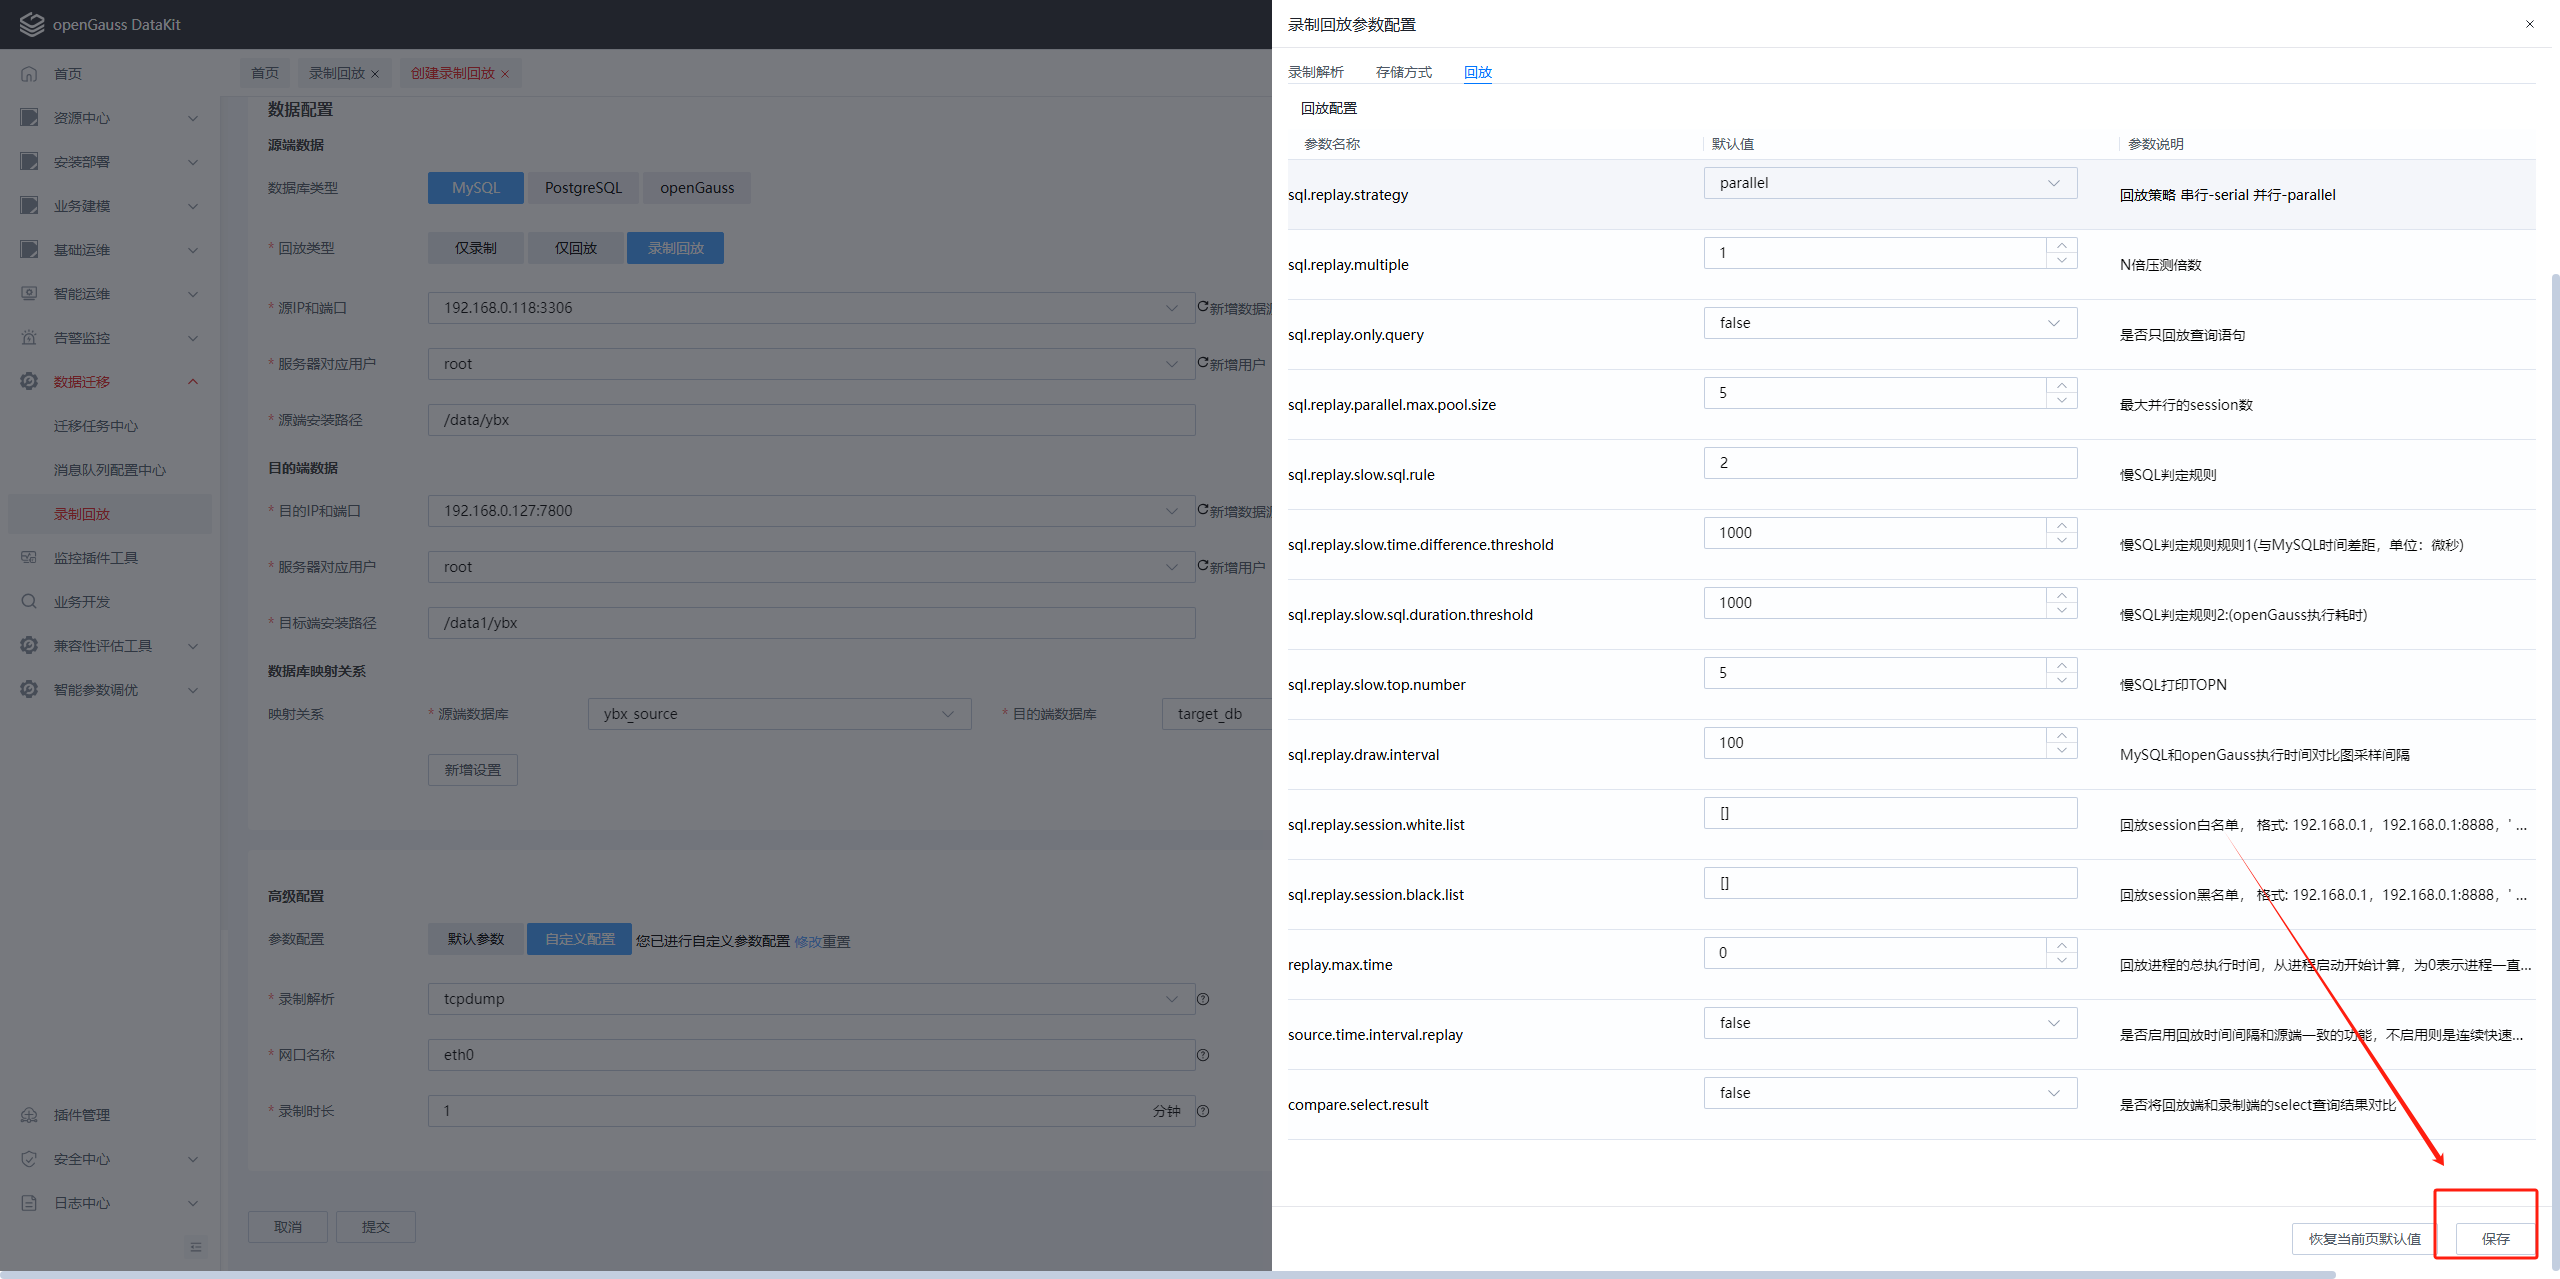 openGauss DataKit
首页
资源中心
安装部署
业务建模
基础运维
智能运维
告警监控
数据迁移
迁移任务中心
消息队列配置中心
录制回放
监控插件工具
业务开发
兼容性评估工具
智能参数调优
插件管理
安全中心
日志中心
首页 录制回放 × 创建录制回放 ×
数据配置
源端数据
数据库类型 MySQL PostgreSQL openGauss
* 回放类型 仅录制 仅回放 录制回放
* 源IP和端口 192.168.0.118:3306 新增数据源
* 服务器对应用户 root 新增用户
* 源端安装路径 /data/ybx
目的端数据
* 目的IP和端口 192.168.0.127:7800 新增数据源
* 服务器对应用户 root 新增用户
* 目标端安装路径 /data1/ybx
数据库映射关系
映射关系 * 源端数据库 ybx_source * 目的端数据库 target_db
新增设置
高级配置
参数配置 默认参数 自定义配置 您已进行自定义参数配置 修改重置
* 录制解析 tcpdump
* 网口名称 eth0
* 录制时长 1 分钟
取消 提交
录制回放参数配置
录制解析 存储方式 回放
回放配置
参数名称 默认值 参数说明
sql.replay.strategy parallel 回放策略 串行-serial 并行-parallel
sql.replay.multiple 1 N倍压测倍数
sql.replay.only.query false 是否只回放查询语句
sql.replay.parallel.max.pool.size 5 最大并行的session数
sql.replay.slow.sql.rule 2 慢SQL判定规则
sql.replay.slow.time.difference.threshold 1000 慢SQL判定规则规则1(与MySQL时间差距，单位：微秒)
sql.replay.slow.sql.duration.threshold 1000 慢SQL判定规则2:(openGauss执行耗时)
sql.replay.slow.top.number 5 慢SQL打印TOPN
sql.replay.draw.interval 100 MySQL和openGauss执行时间对比图采样间隔
sql.replay.session.white.list [] 回放session白名单， 格式: 192.168.0.1，192.168.0.1:8888，' ...
sql.replay.session.black.list [] 回放session黑名单， 格式: 192.168.0.1，192.168.0.1:8888，' ...
replay.max.time 0 回放进程的总执行时间，从进程启动开始计算，为0表示进程一直...
source.time.interval.replay false 是否启用回放时间间隔和源端一致的功能，不启用则是连续快速...
compare.select.result false 是否将回放端和录制端的select查询结果对比
恢复当前页默认值 保存